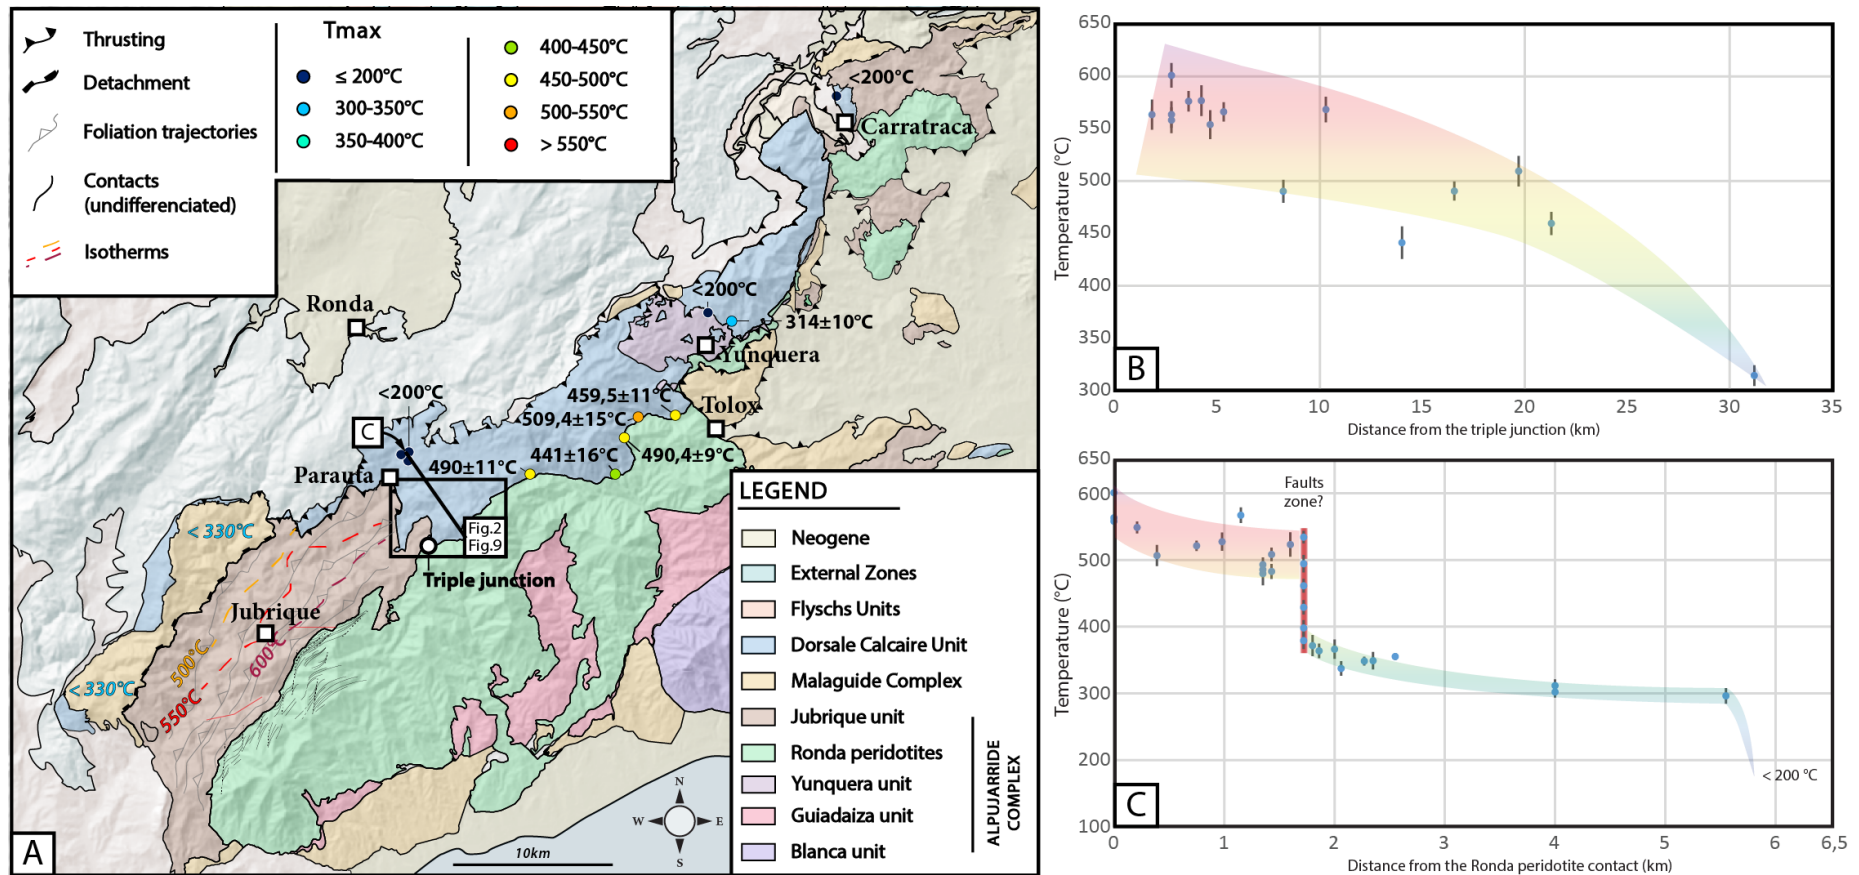 Thrusting
Detachment
Foliation trajectories
Contacts
(undifferenciated)
Isotherms
Tmax
≤ 200°C
300-350°C
350-400°C
400-450°C
450-500°C
500-550°C
> 550°C
<200°C
Carratraca
Ronda
<200°C
314±10°C
Yunquera
<200°C
459,5±11°C
509,4±15°C
Tolox
C
441±16°C
490,4±9°C
490±11°C
Parauta
Fig.2
Fig.9
Triple junction
< 330°C
Jubrique
500°C
600°C
550°C
< 330°C
LEGEND
Neogene
External Zones
Flyschs Units
Dorsale Calcaire Unit
Malaguide Complex
Jubrique unit
Ronda peridotites
Yunquera unit
Guiadaiza unit
Blanca unit
ALPUJARRIDE
COMPLEX
N
W
E
S
10km
A
650
600
550
500
450
400
350
300
Temperature (°C)
B
0
5
10
15
20
25
30
35
Distance from the triple junction (km)
650
600
500
400
300
200
100
Temperature (°C)
Faults
zone?
< 200 °C
C
0
1
2
3
4
5
6
6,5
Distance from the Ronda peridotite contact (km)